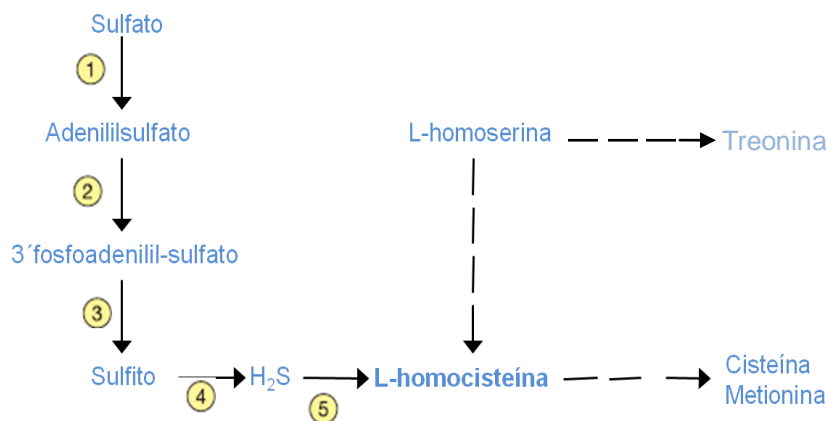 Sulfato
1
Adenililsulfato
L-homoserina
Treonina
2
3´fosfoadenilil-sulfato
3
Sulfito
4
H₂S
5
L-homocisteína
Cisteína
Metionina